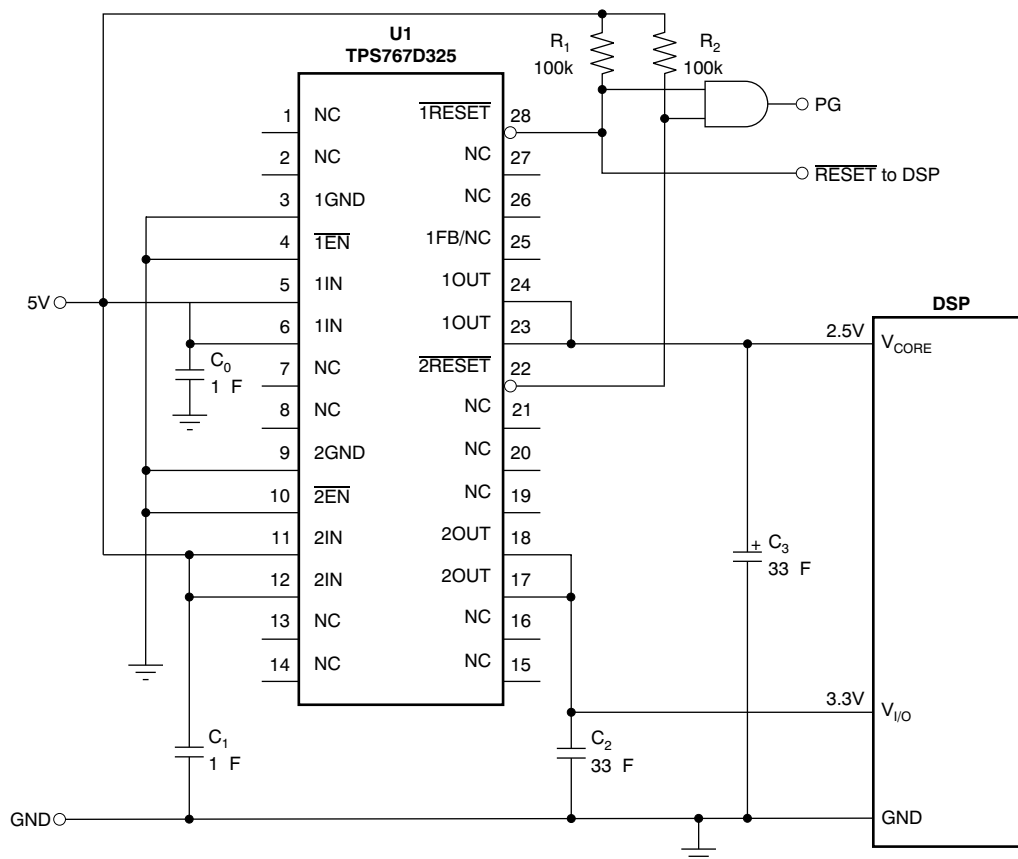 U1
TPS767D325
R1
100k
R2
100k
PG
RESET to DSP
1 NC
2 NC
3 1GND
4 1EN
5 1IN
6 1IN
7 NC
8 NC
9 2GND
10 2EN
11 2IN
12 2IN
13 NC
14 NC
1RESET 28
NC 27
NC 26
1FB/NC 25
1OUT 24
1OUT 23
2RESET 22
NC 21
NC 20
NC 19
2OUT 18
2OUT 17
NC 16
NC 15
5V
C0
1 F
C1
1 F
GND
C2
33 F
+ C3
33 F
DSP
2.5V VCORE
3.3V VI/O
GND